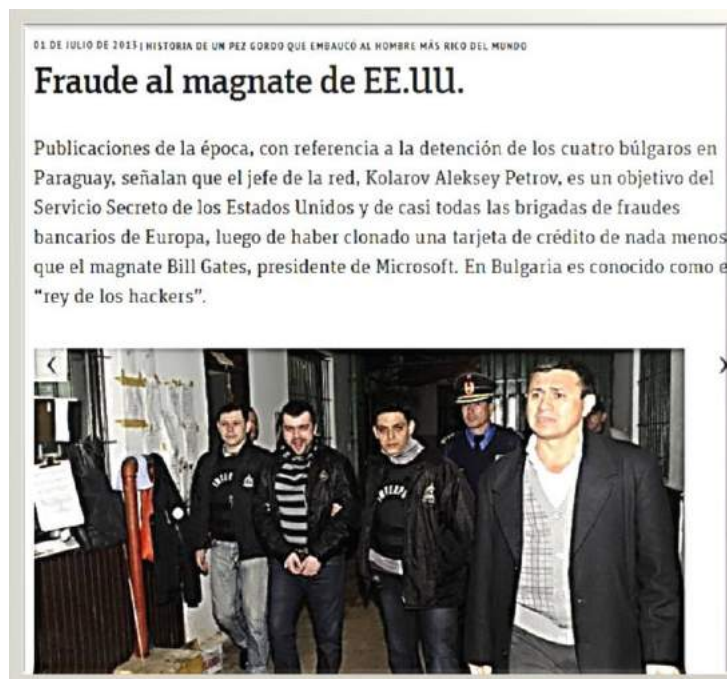 01 DE JULIO DE 2013 | HISTORIA DE UN PEZ GORDO QUE EMBAUCÓ AL HOMBRE MÁS RICO DEL MUNDO
Fraude al magnate de EE.UU.
Publicaciones de la época, con referencia a la detención de los cuatro búlgaros en
Paraguay, señalan que el jefe de la red, Kolarov Aleksey Petrov, es un objetivo del
Servicio Secreto de los Estados Unidos y de casi todas las brigadas de fraudes
bancarios de Europa, luego de haber clonado una tarjeta de crédito de nada menos
que el magnate Bill Gates, presidente de Microsoft. En Bulgaria es conocido como e
“rey de los hackers”.